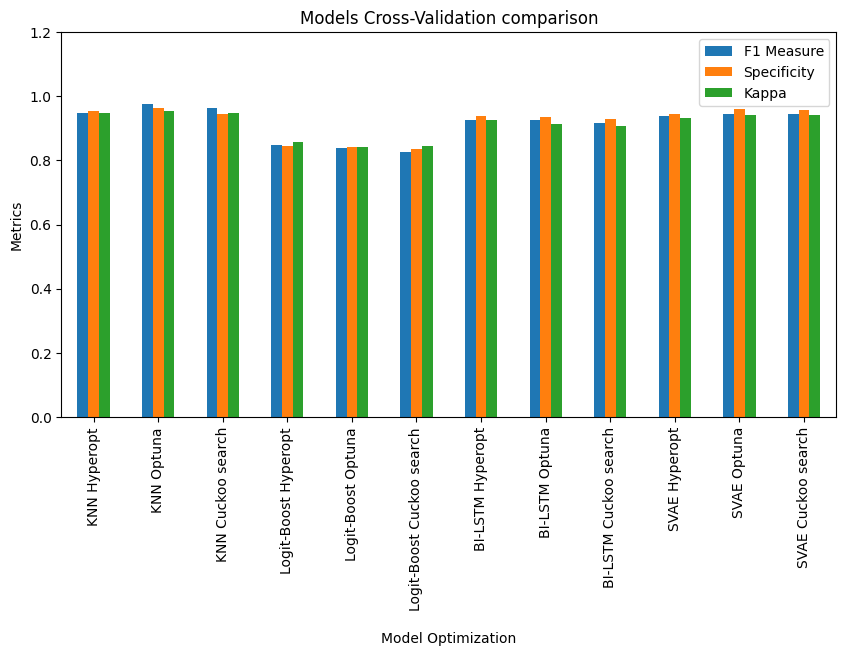 Models Cross-Validation comparison
1.2
1.0
0.8
0.6
0.4
0.2
0.0
Metrics
F1 Measure
Specificity
Kappa
KNN Hyperopt
KNN Optuna
KNN Cuckoo search
Logit-Boost Hyperopt
Logit-Boost Optuna
Logit-Boost Cuckoo search
BI-LSTM Hyperopt
BI-LSTM Optuna
BI-LSTM Cuckoo search
SVAE Hyperopt
SVAE Optuna
SVAE Cuckoo search
Model Optimization